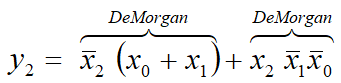 DeMorgan DeMorgan
y₂ = x̅₂ (x₀ + x₁) + x₂ x̅₁x̅₀